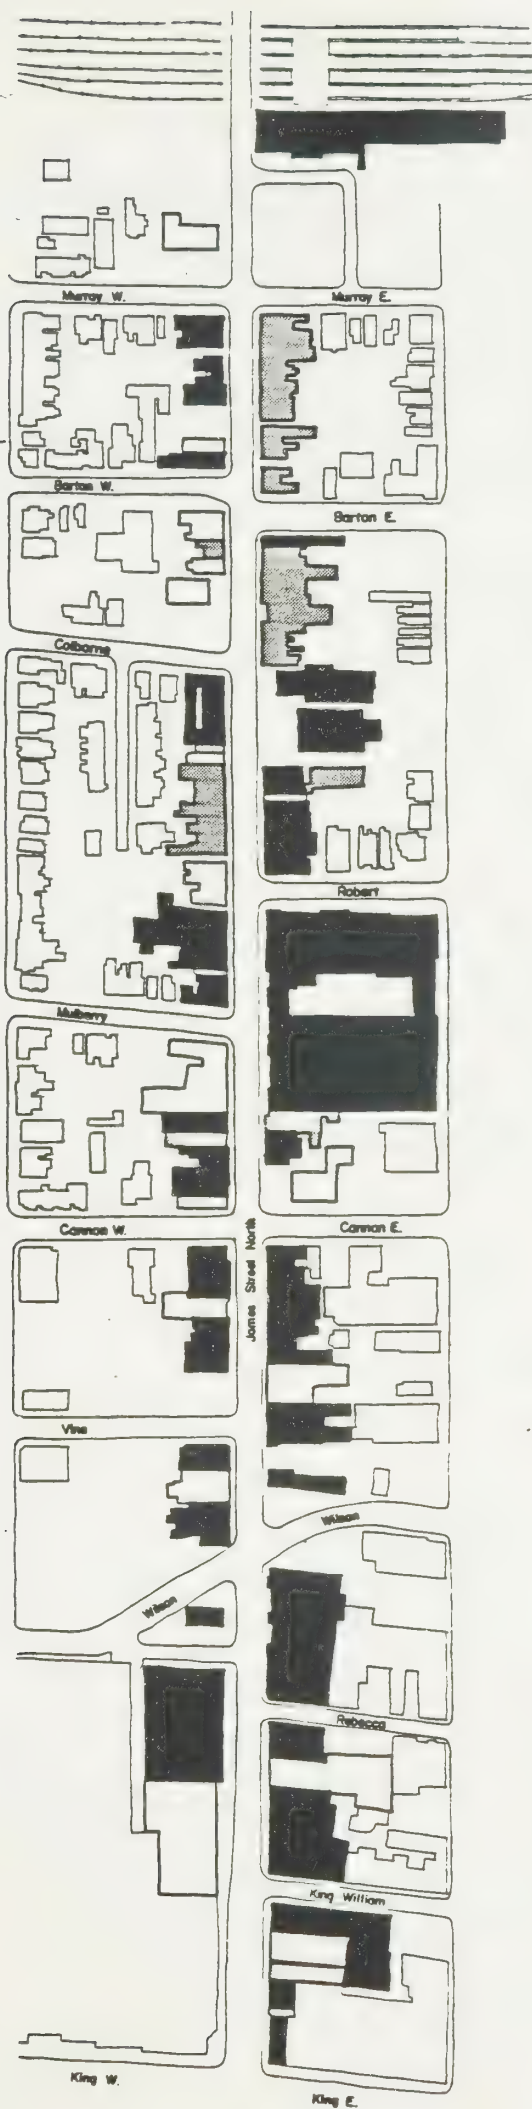 Murray W.
Murray E.
Barton W.
Barton E.
Colborne
Robert
Mulberry
Cannon W.
James Street North
Cannon E.
Vine
Wilson
Wilson
Rebecca
King William
King W.
King E.